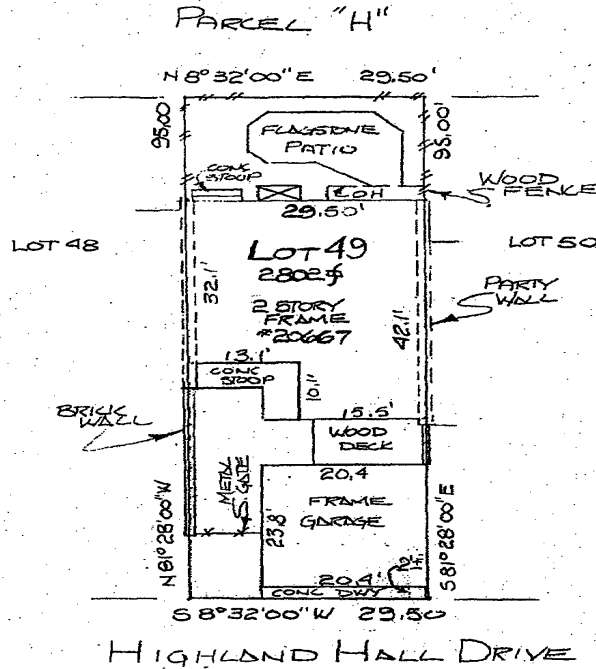 PARCEL "H"
N 8°32'00" E 29.50'
95.00'
95.00'
FLAGSTONE
PATIO
CONC
STOOP
O'H
WOOD
FENCE
29.50'
LOT 48
LOT 49
LOT 50
2802
32.1'
2 STORY
FRAME
#20667
42.1'
PARTY
WALL
13.1'
CONC
STOOP
10.1'
BRICK
WALL
15.5'
WOOD
DECK
METAL
GATE
20.4
FRAME
GARAGE
23.8'
N 81°28'00" W
S 81°28'00" E
20.4'
CONC DWY
S 8°32'00" W 29.50
HIGHLAND HALL DRIVE